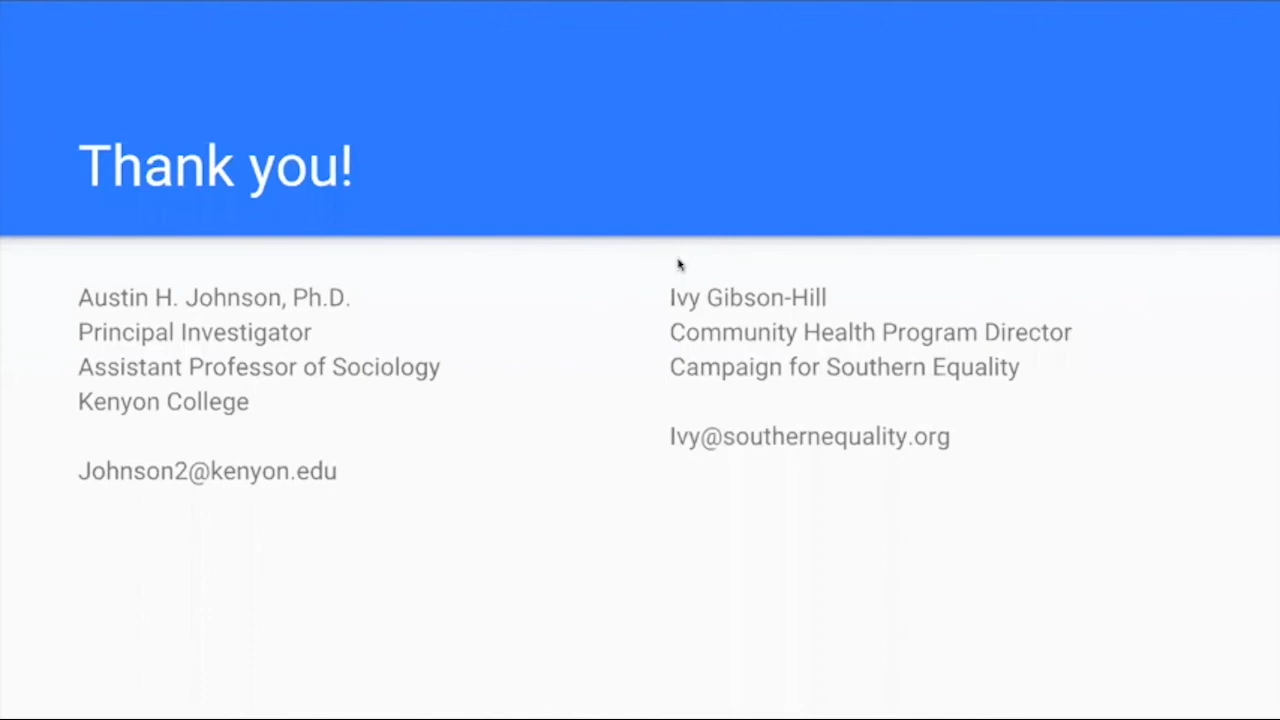 Thank you!
Austin H. Johnson, Ph.D.
Principal Investigator
Assistant Professor of Sociology
Kenyon College
Johnson2@kenyon.edu
Ivy Gibson-Hill
Community Health Program Director
Campaign for Southern Equality
Ivy@southernequality.org